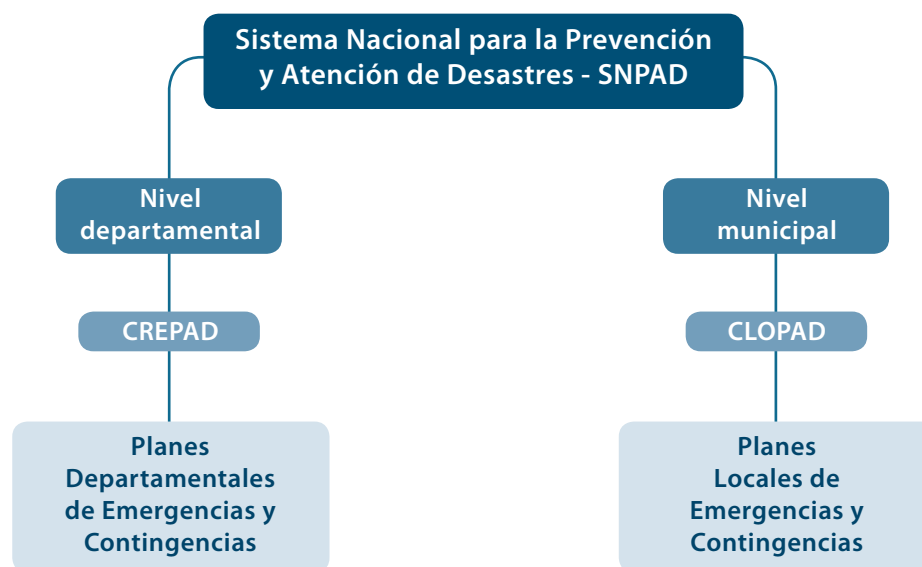 Sistema Nacional para la Prevención
y Atención de Desastres - SNPAD
Nivel
departamental
Nivel
municipal
CREPAD
CLOPAD
Planes
Departamentales
de Emergencias y
Contingencias
Planes
Locales de
Emergencias y
Contingencias